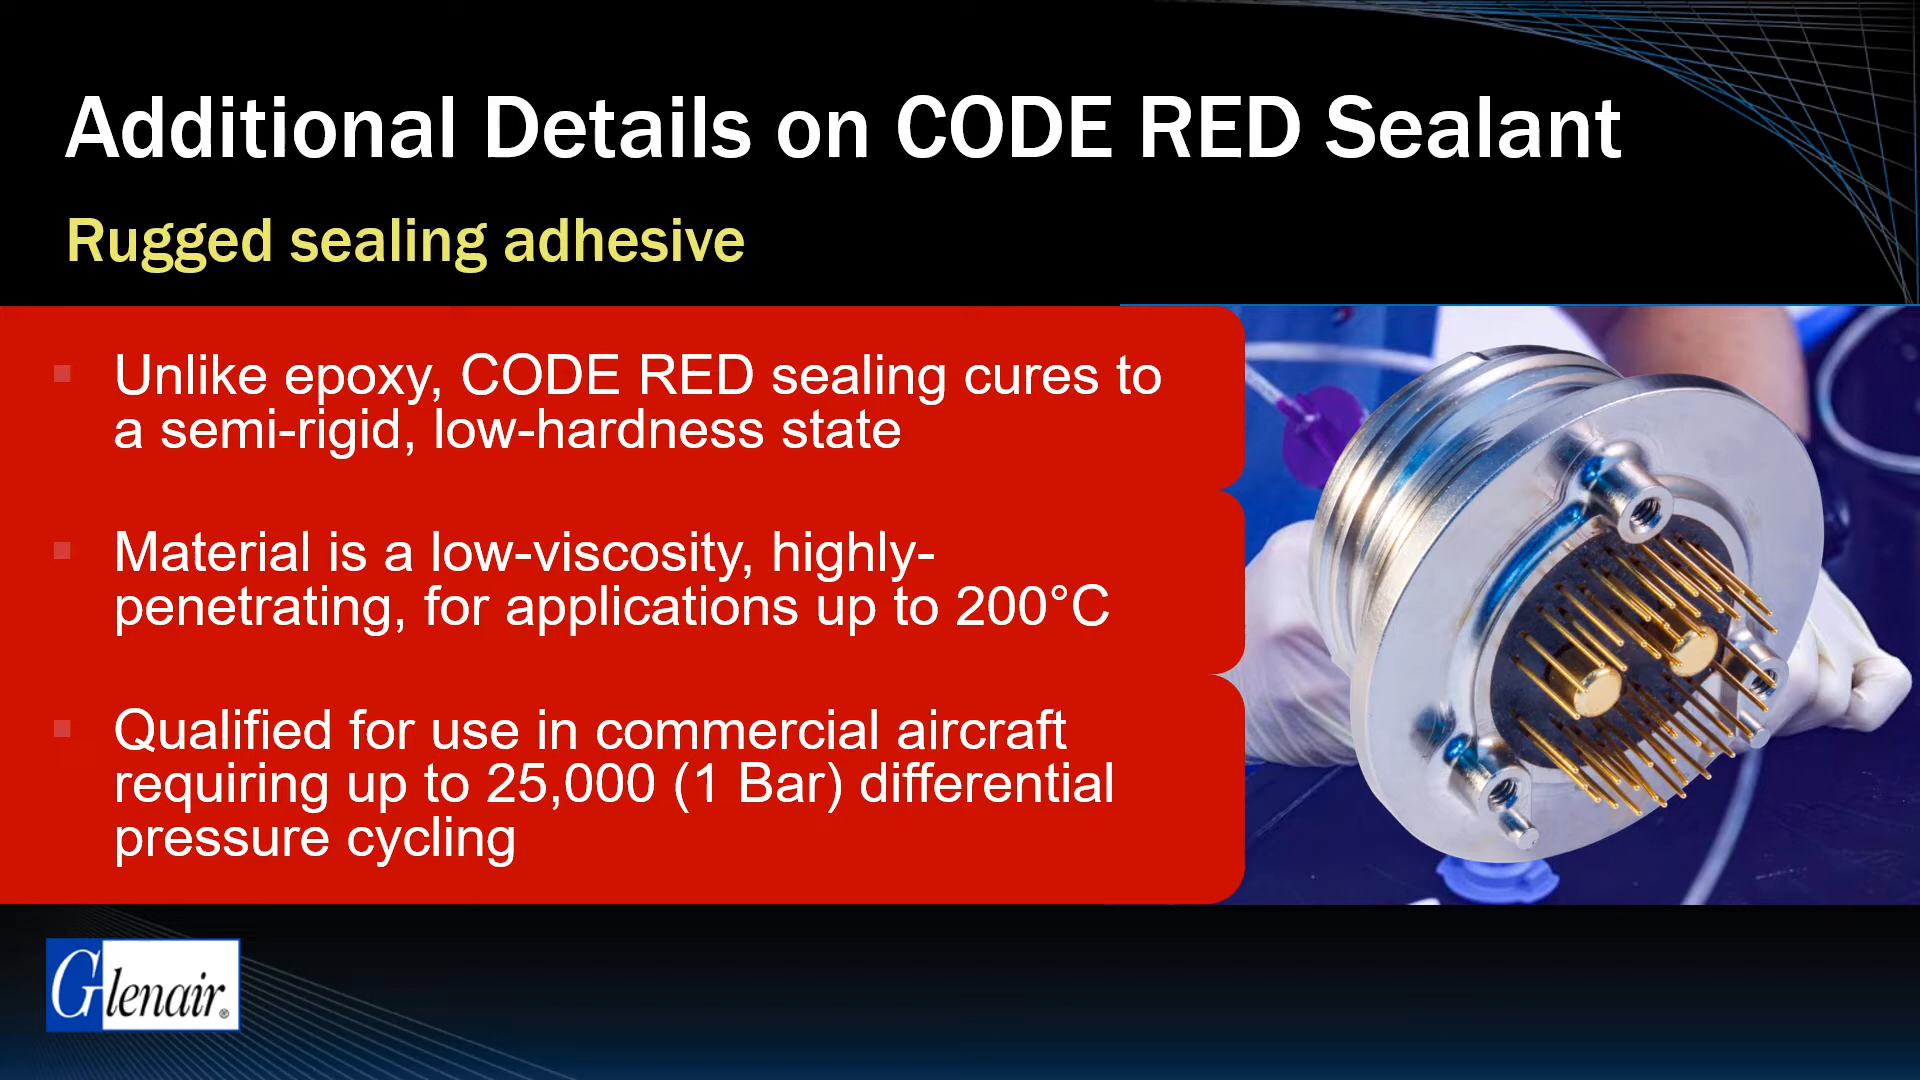 Additional Details on CODE RED Sealant
Rugged sealing adhesive
Unlike epoxy, CODE RED sealing cures to
a semi-rigid, low-hardness state
Material is a low-viscosity, highly-
penetrating, for applications up to 200°C
Qualified for use in commercial aircraft
requiring up to 25,000 (1 Bar) differential
pressure cycling
Glenair®